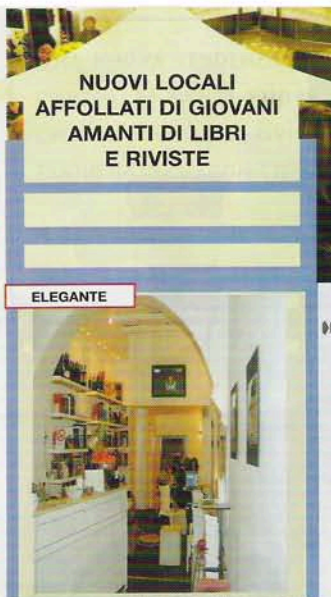 NUOVI LOCALI
AFFOLLATI DI GIOVANI
AMANTI DI LIBRI
E RIVISTE
ELEGANTE